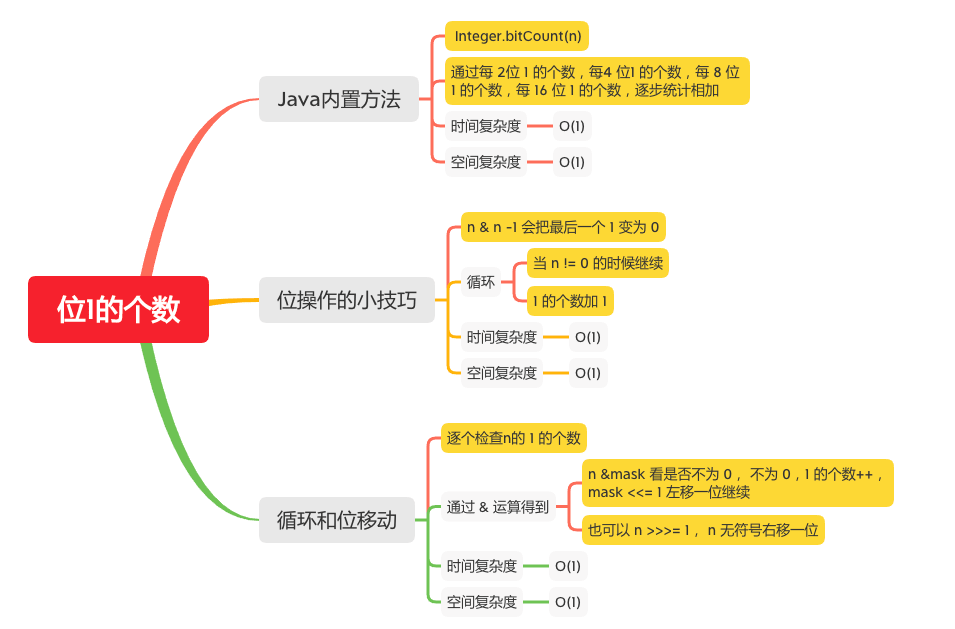 位1的个数
Java内置方法
Integer.bitCount(n)
通过每 2位 1 的个数，每4 位1 的个数，每 8 位
1 的个数，每 16 位 1 的个数，逐步统计相加
时间复杂度
O(1)
空间复杂度
O(1)
位操作的小技巧
n & n -1 会把最后一个 1 变为 0
循环
当 n != 0 的时候继续
1 的个数加 1
时间复杂度
O(1)
空间复杂度
O(1)
循环和位移动
逐个检查n的 1 的个数
通过 & 运算得到
n &mask 看是否不为 0 ， 不为 0 , 1 的个数++ ,
mask <<= 1 左移一位继续
也可以 n >>>= 1 ，n 无符号右移一位
时间复杂度
O(1)
空间复杂度
O(1)